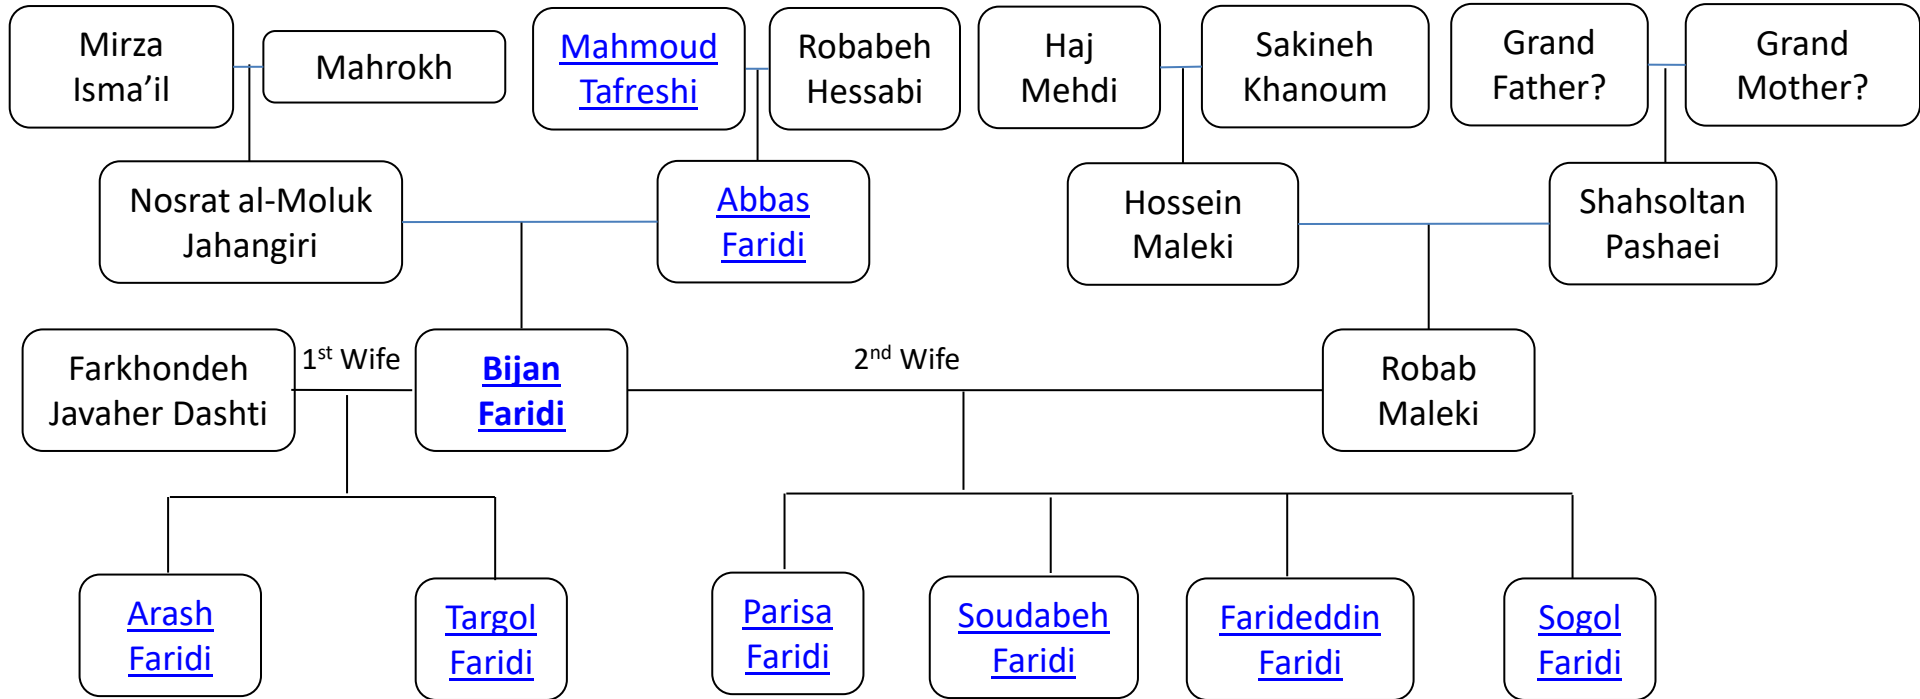 Mirza
Isma’il
Mahrokh
Mahmoud
Tafreshi
Robabeh
Hessabi
Haj
Mehdi
Sakineh
Khanoum
Grand
Father?
Grand
Mother?
Nosrat al-Moluk
Jahangiri
Abbas
Faridi
Hossein
Maleki
Shahsoltan
Pashaei
Farkhondeh
Javaher Dashti
1st Wife
Bijan
Faridi
2nd Wife
Robab
Maleki
Arash
Faridi
Targol
Faridi
Parisa
Faridi
Soudabeh
Faridi
Farideddin
Faridi
Sogol
Faridi